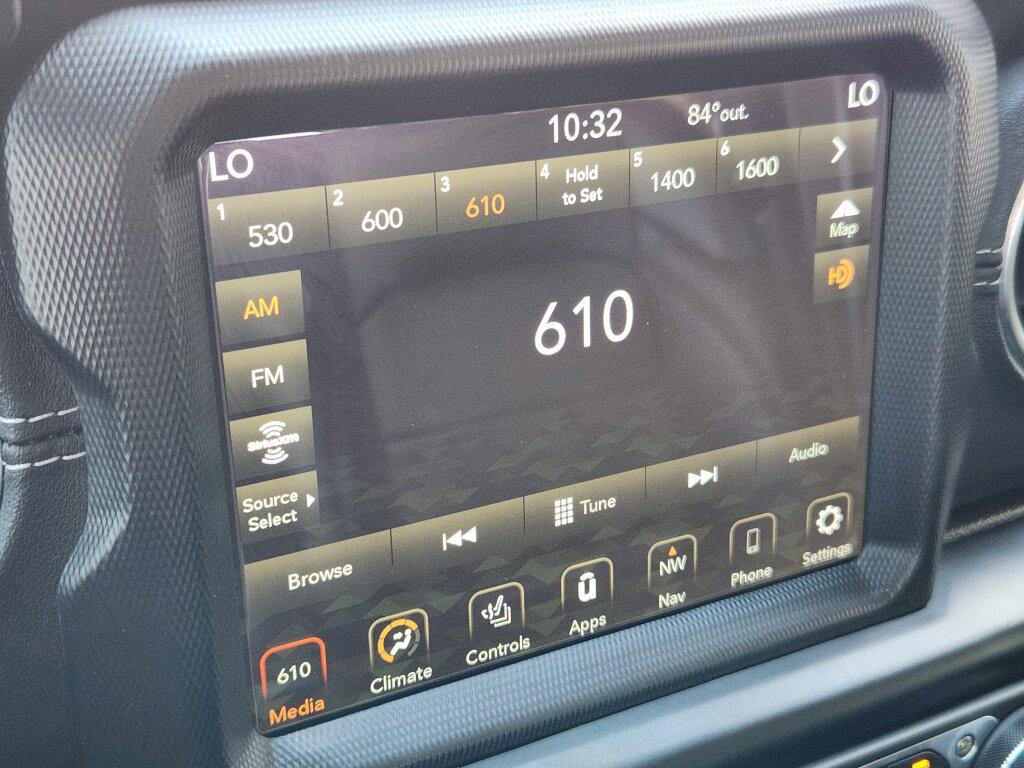 LO 10:32 84° out. LO
1 530 2 600 3 610 4 Hold to Set 5 1400 6 1600
Map
HD
AM
610
FM
SiriusXM
Source
Select
Browse Tune Audio
610 NW
Media Climate Controls Apps Nav Phone Settings